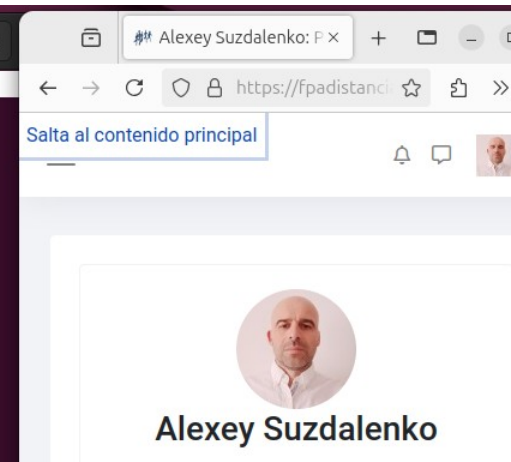 Alexey Suzdalenko: P
https://fpadistanci
Salta al contenido principal
Alexey Suzdalenko